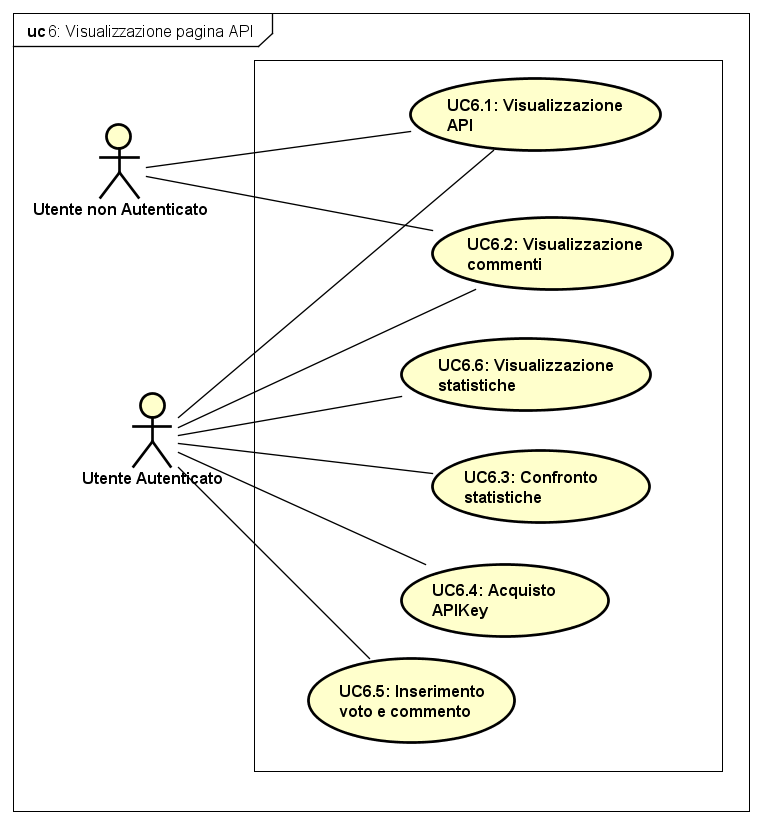 uc 6: Visualizzazione pagina API
UC6.1: Visualizzazione
API
Utente non Autenticato
UC6.2: Visualizzazione
commenti
UC6.6: Visualizzazione
statistiche
Utente Autenticato
UC6.3: Confronto
statistiche
UC6.4: Acquisto
APIKey
UC6.5: Inserimento
voto e commento